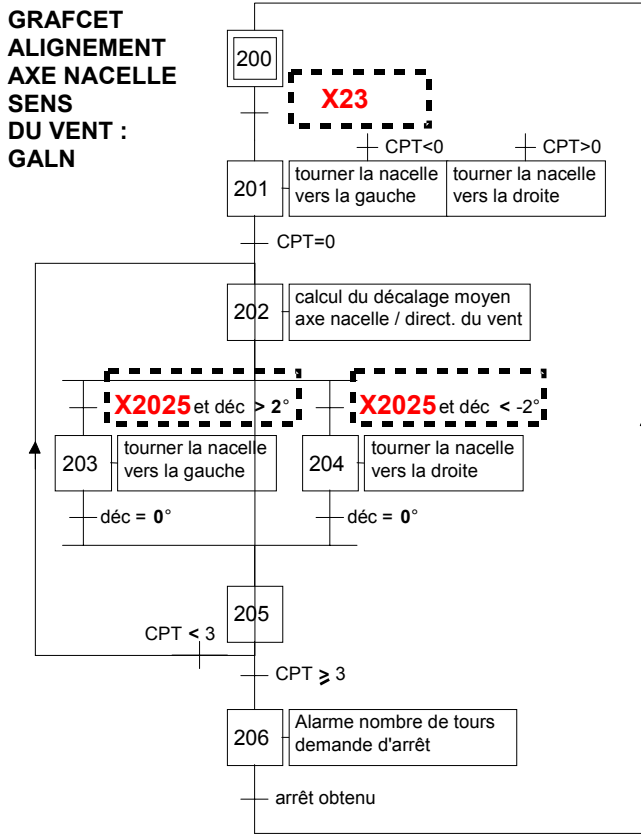 GRAFCET
ALIGNEMENT
AXE NACELLE
SENS
DU VENT :
GALN
200
X23
CPT<0
CPT>0
201
tourner la nacelle
vers la gauche
tourner la nacelle
vers la droite
CPT=0
202
calcul du décalage moyen
axe nacelle / direct. du vent
X2025 et déc > 2°
X2025 et déc < -2°
203
tourner la nacelle
vers la gauche
204
tourner la nacelle
vers la droite
déc = 0°
déc = 0°
205
CPT < 3
CPT ⩾ 3
206
Alarme nombre de tours
demande d'arrêt
arrêt obtenu